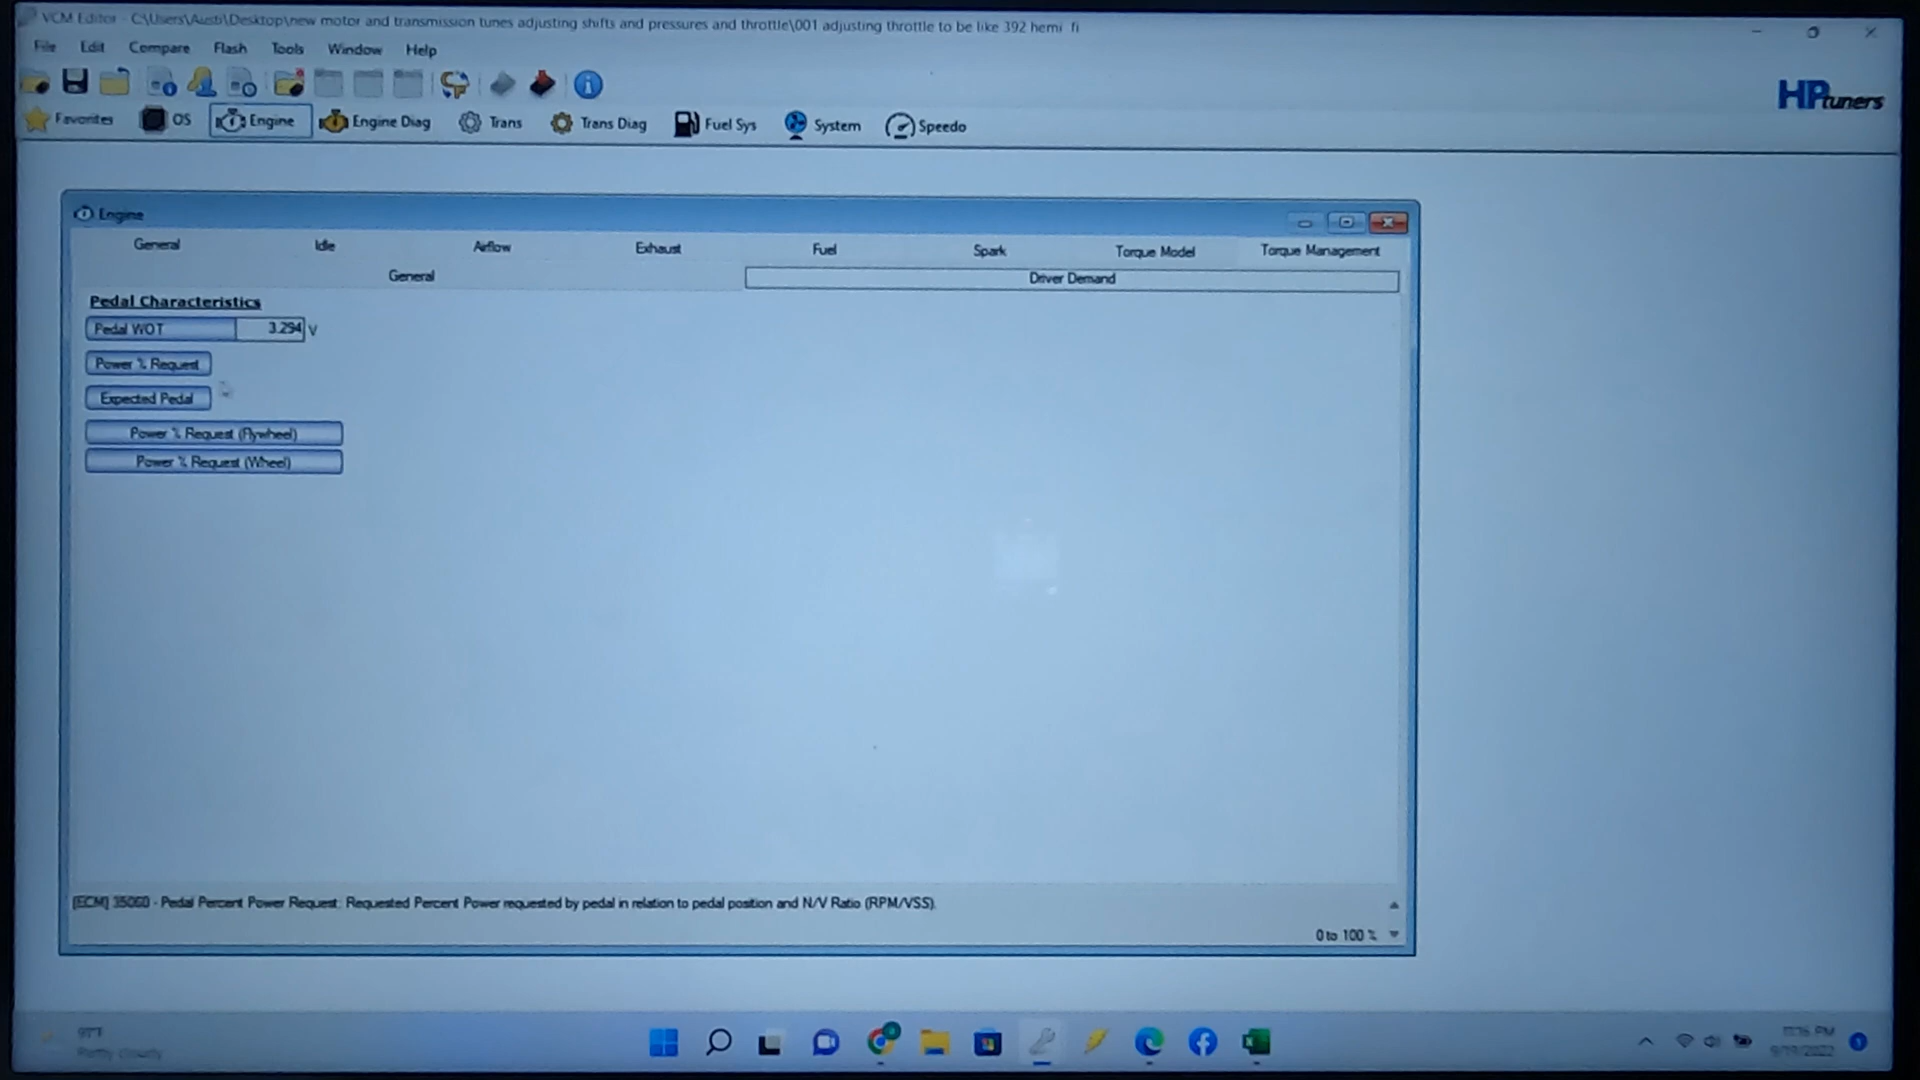 VCM Editor - C:\Users\Austi\Desktop\new motor and transmission tunes adjusting shifts and pressures and throttle\001 adjusting throttle to be like 392 hemi fi
File Edit Compare Flash Tools Window Help
HPtuners
Favorites OS Engine Engine Diag Trans Trans Diag Fuel Sys System Speedo
Engine
General Idle Airflow Exhaust Fuel Spark Torque Model Torque Management
General Driver Demand
Pedal Characteristics
Pedal WOT 3.294 V
Power % Request
Expected Pedal
Power % Request (Flywheel)
Power % Request (Wheel)
[ECM] 35060 - Pedal Percent Power Request: Requested Percent Power requested by pedal in relation to pedal position and N/V Ratio (RPM/VSS).
0 to 100 %
Partly cloudy